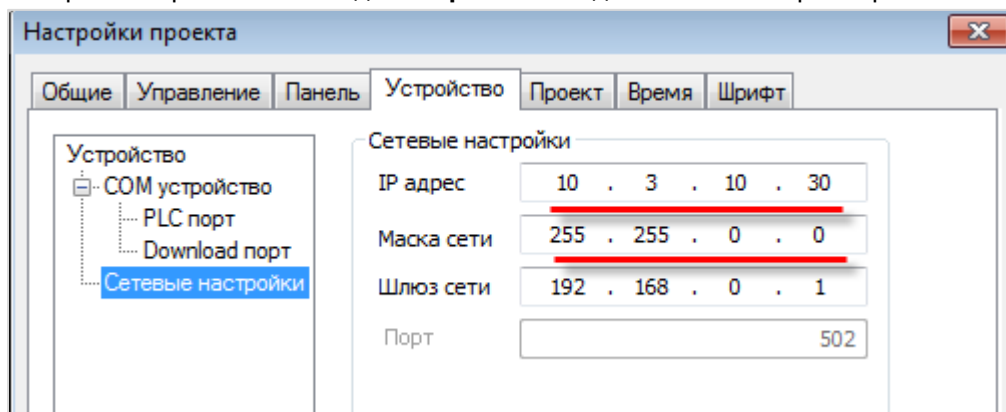 Настройки проекта
Общие Управление Панель Устройство Проект Время Шрифт
Устройство
COM устройство
PLC порт
Download порт
Сетевые настройки
Сетевые настройки
IP адрес 10 . 3 . 10 . 30
Маска сети 255 . 255 . 0 . 0
Шлюз сети 192 . 168 . 0 . 1
Порт 502